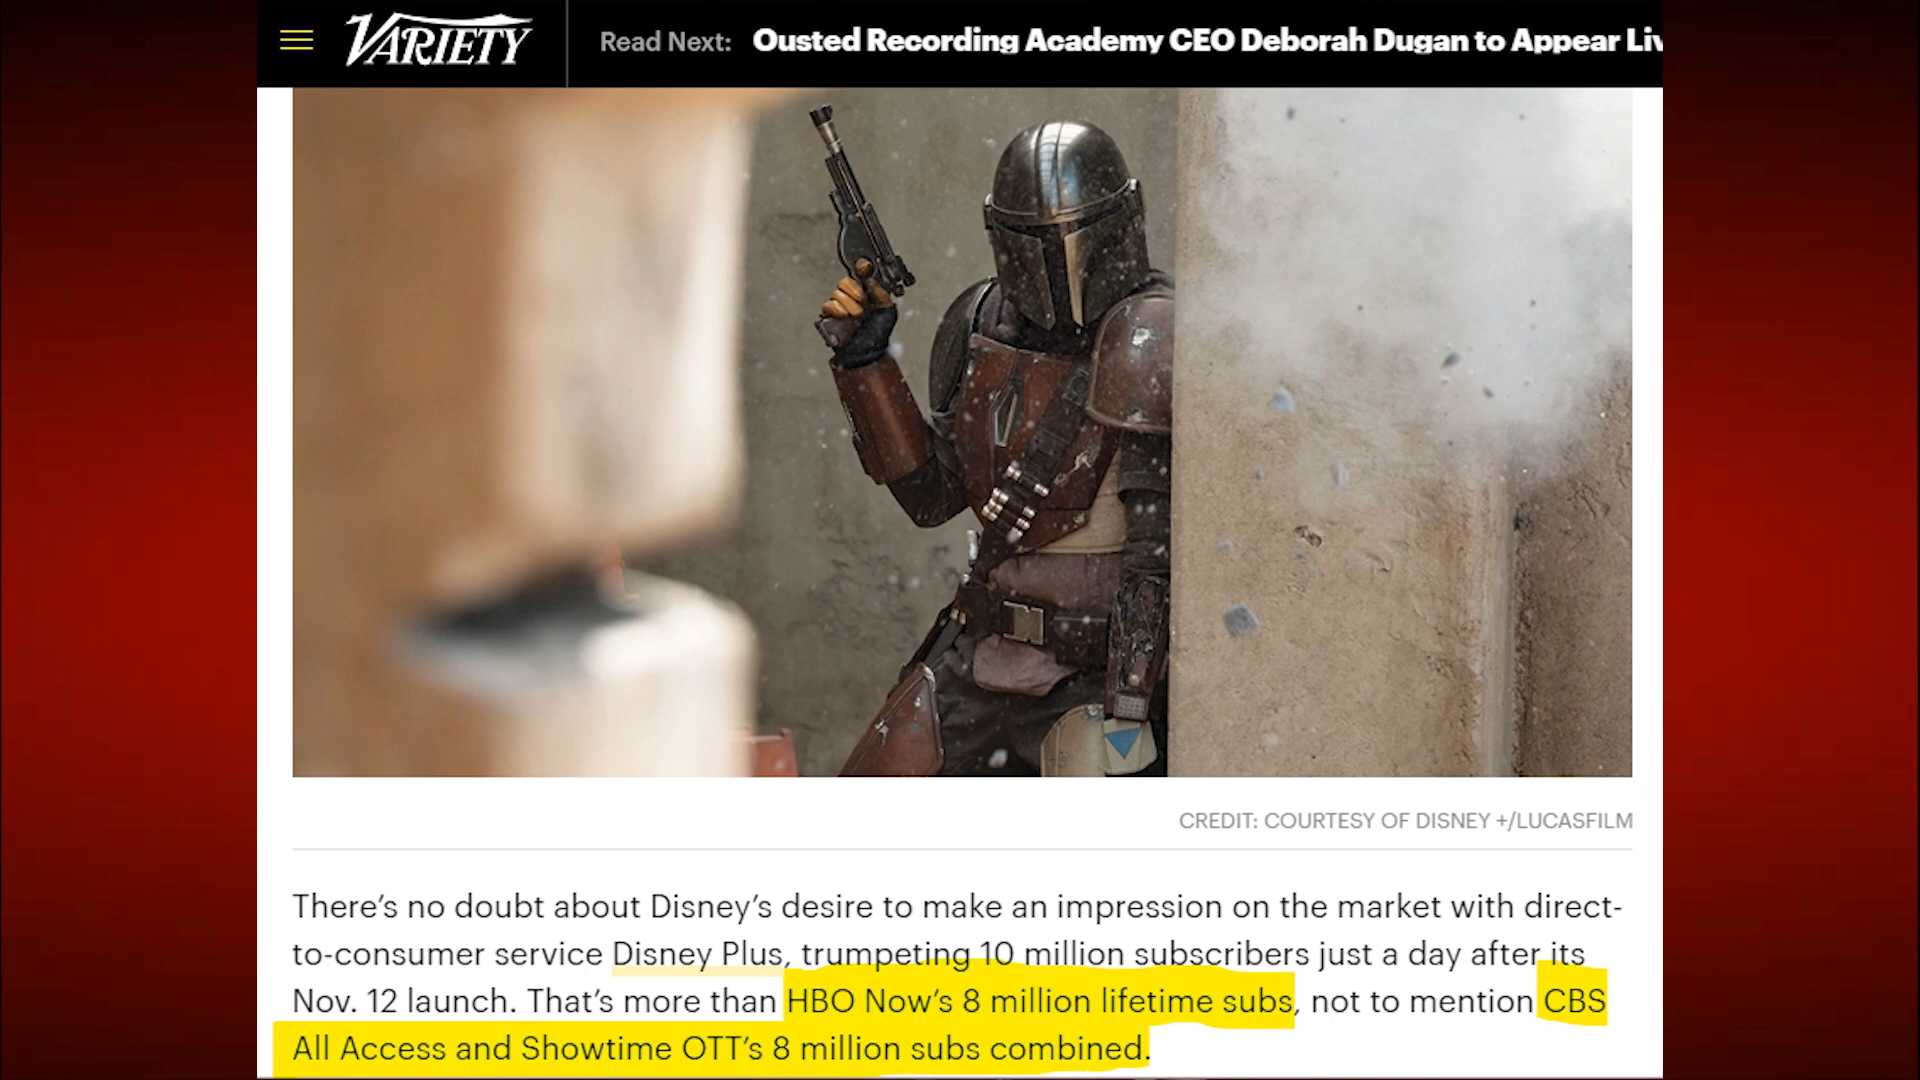 VARIETY
Read Next: Ousted Recording Academy CEO Deborah Dugan to Appear Liv
CREDIT: COURTESY OF DISNEY +/LUCASFILM
There's no doubt about Disney's desire to make an impression on the market with direct-
to-consumer service Disney Plus, trumpeting 10 million subscribers just a day after its
Nov. 12 launch. That's more than HBO Now's 8 million lifetime subs, not to mention CBS
All Access and Showtime OTT's 8 million subs combined.